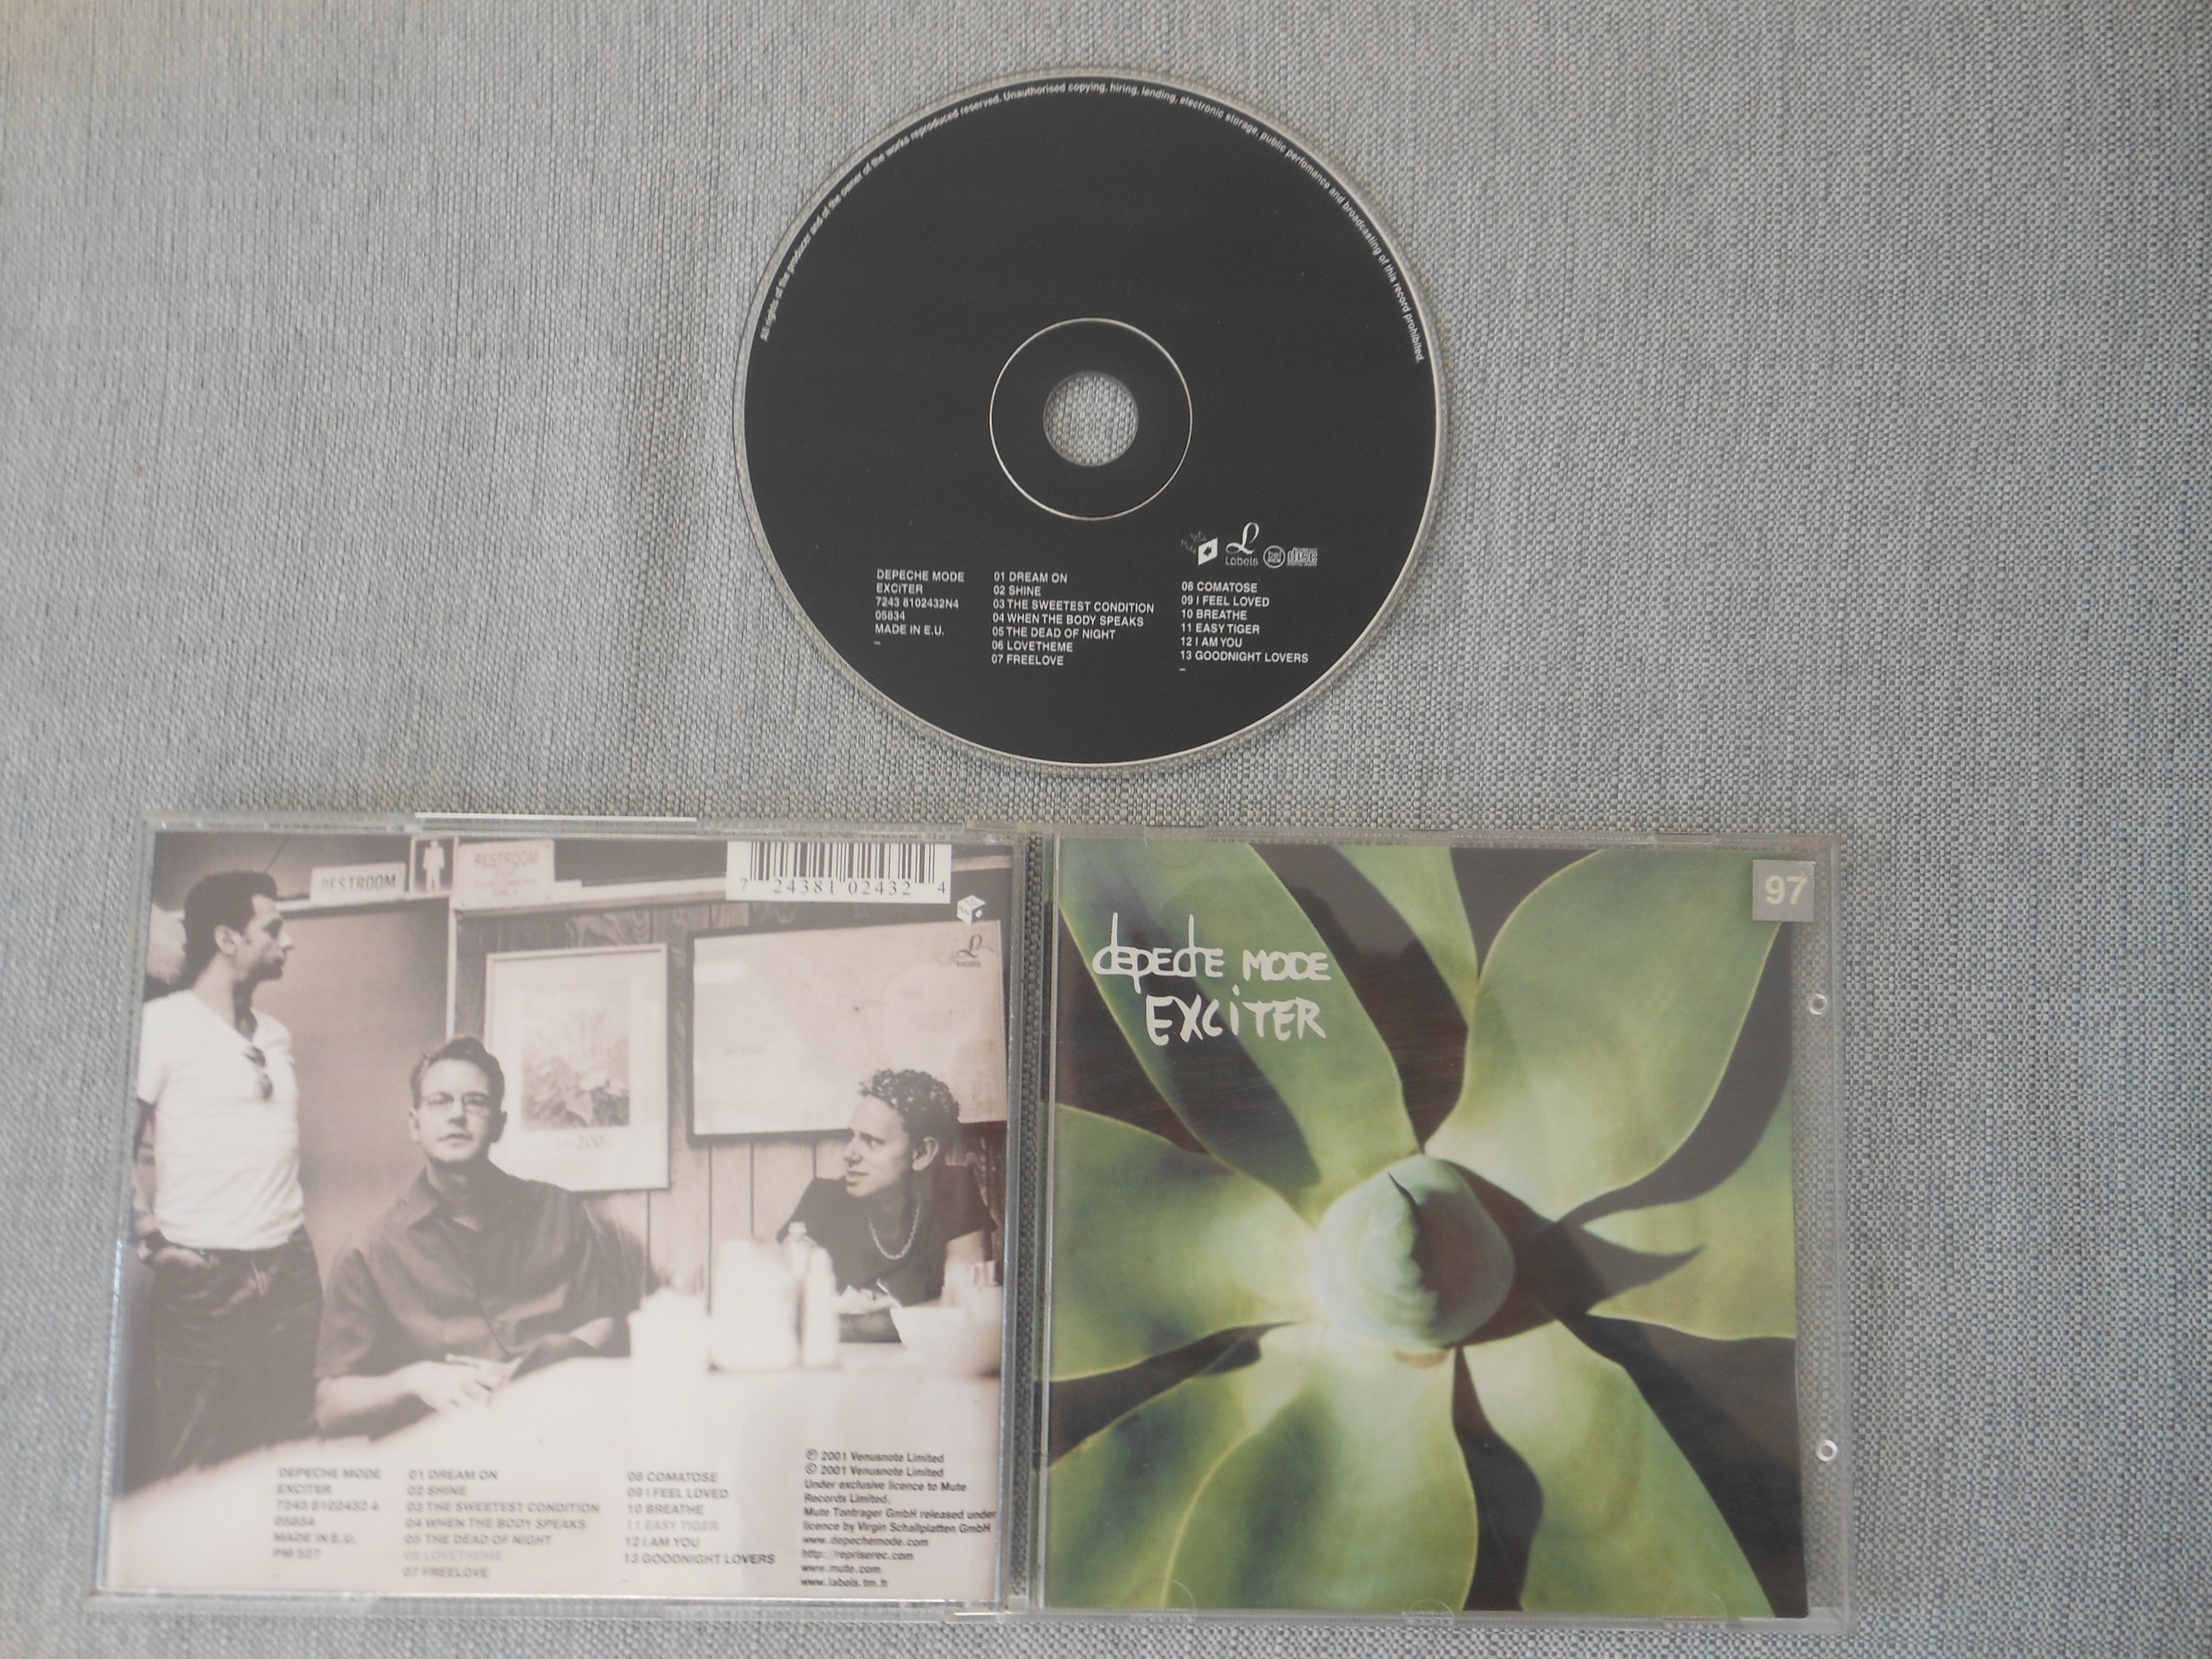 All rights of the producer and of the owner of the works reproduced reserved. Unauthorised copying, hiring, lending, electronic storage, public perfomance and broadcasting of this record prohibited.
Labels
DEPECHE MODE
EXCITER
7243 8102432N4
05834
MADE IN E.U.
01 DREAM ON
02 SHINE
03 THE SWEETEST CONDITION
04 WHEN THE BODY SPEAKS
05 THE DEAD OF NIGHT
06 LOVETHEME
07 FREELOVE
08 COMATOSE
09 I FEEL LOVED
10 BREATHE
11 EASY TIGER
12 I AM YOU
13 GOODNIGHT LOVERS
RESTROOM
RESTROOM
7 24381 02432 4
DEPECHE MODE
EXCITER
7243 8102432 4
05834
MADE IN E.U.
PM 527
01 DREAM ON
02 SHINE
03 THE SWEETEST CONDITION
04 WHEN THE BODY SPEAKS
05 THE DEAD OF NIGHT
06 LOVETHEME
07 FREELOVE
08 COMATOSE
09 I FEEL LOVED
10 BREATHE
11 EASY TIGER
12 I AM YOU
13 GOODNIGHT LOVERS
℗ 2001 Venusnote Limited
© 2001 Venusnote Limited
Under exclusive licence to Mute
Records Limited.
Mute Tontrager GmbH released under
licence by Virgin Schallplatten GmbH
www.depechemode.com
http://repriserec.com
www.mute.com
www.labels.tm.fr
97
depeche MODE
EXCiTER